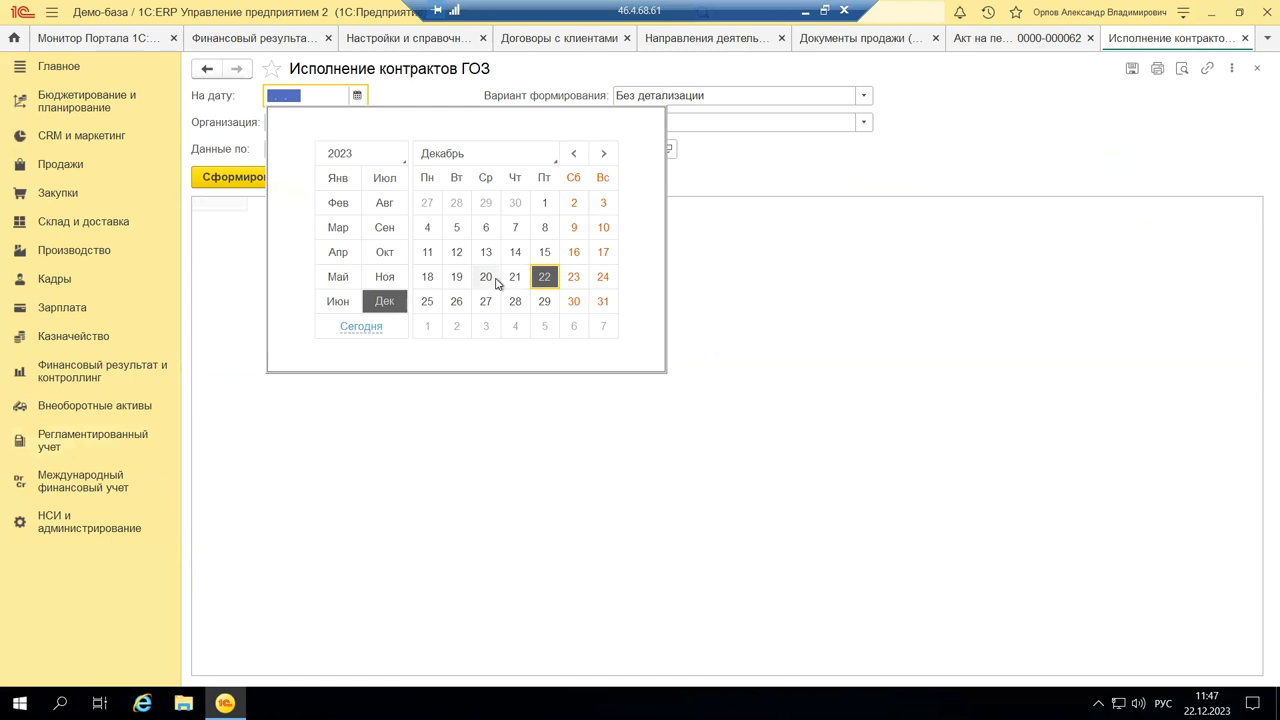 Демо-база / 1С:ERP Управление предприятием 2 (1С:Предприяти
46.4.68.61
Орлов Александр Владимирович
Монитор Портала 1С:...
Финансовый результа...
Настройки и справочн...
Договоры с клиентами
Направления деятель...
Документы продажи (...
Акт на пе... 0000-000062
Исполнение контракто...
Главное
Бюджетирование и
планирование
CRM и маркетинг
Продажи
Закупки
Склад и доставка
Производство
Кадры
Зарплата
Казначейство
Финансовый результат и
контроллинг
Внеоборотные активы
Регламентированный
учет
Международный
финансовый учет
НСИ и
администрирование
Исполнение контрактов ГОЗ
На дату: . .
Вариант формирования: Без детализации
Организация:
Данные по:
Сформиров
2023 Декабрь < >
Янв Июл Пн Вт Ср Чт Пт Сб Вс
Фев Авг 27 28 29 30 1 2 3
Мар Сен 4 5 6 7 8 9 10
Апр Окт 11 12 13 14 15 16 17
Май Ноя 18 19 20 21 22 23 24
Июн Дек 25 26 27 28 29 30 31
Сегодня 1 2 3 4 5 6 7
РУС
11:47
22.12.2023